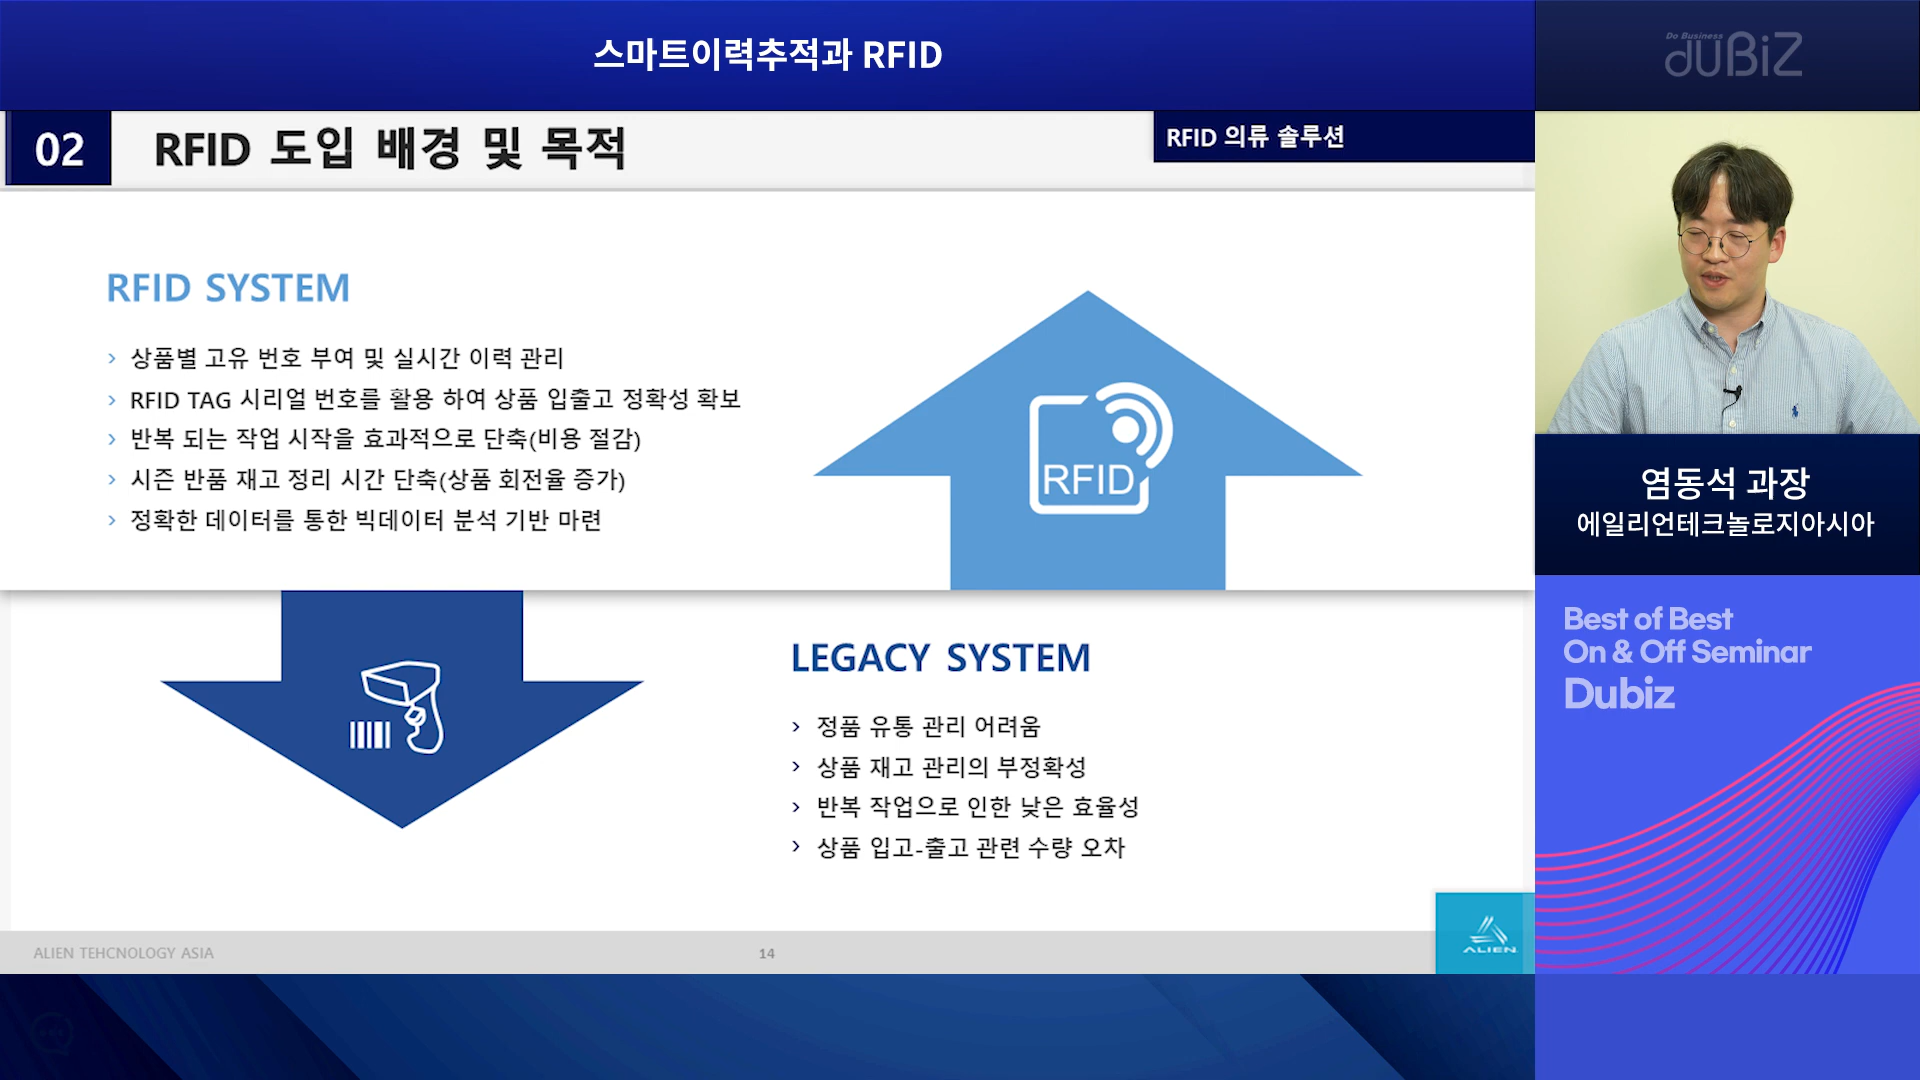 스마트이력추적과 RFID
Do Business
duBiZ
02
RFID 도입 배경 및 목적
RFID 의류 솔루션
RFID SYSTEM
› 상품별 고유 번호 부여 및 실시간 이력 관리
› RFID TAG 시리얼 번호를 활용 하여 상품 입출고 정확성 확보
› 반복 되는 작업 시작을 효과적으로 단축(비용 절감)
› 시즌 반품 재고 정리 시간 단축(상품 회전율 증가)
› 정확한 데이터를 통한 빅데이터 분석 기반 마련
RFID
LEGACY SYSTEM
› 정품 유통 관리 어려움
› 상품 재고 관리의 부정확성
› 반복 작업으로 인한 낮은 효율성
› 상품 입고-출고 관련 수량 오차
ALIEN TEHCNOLOGY ASIA
14
ALIEN
염동석 과장
에일리언테크놀로지아시아
Best of Best
On & Off Seminar
Dubiz